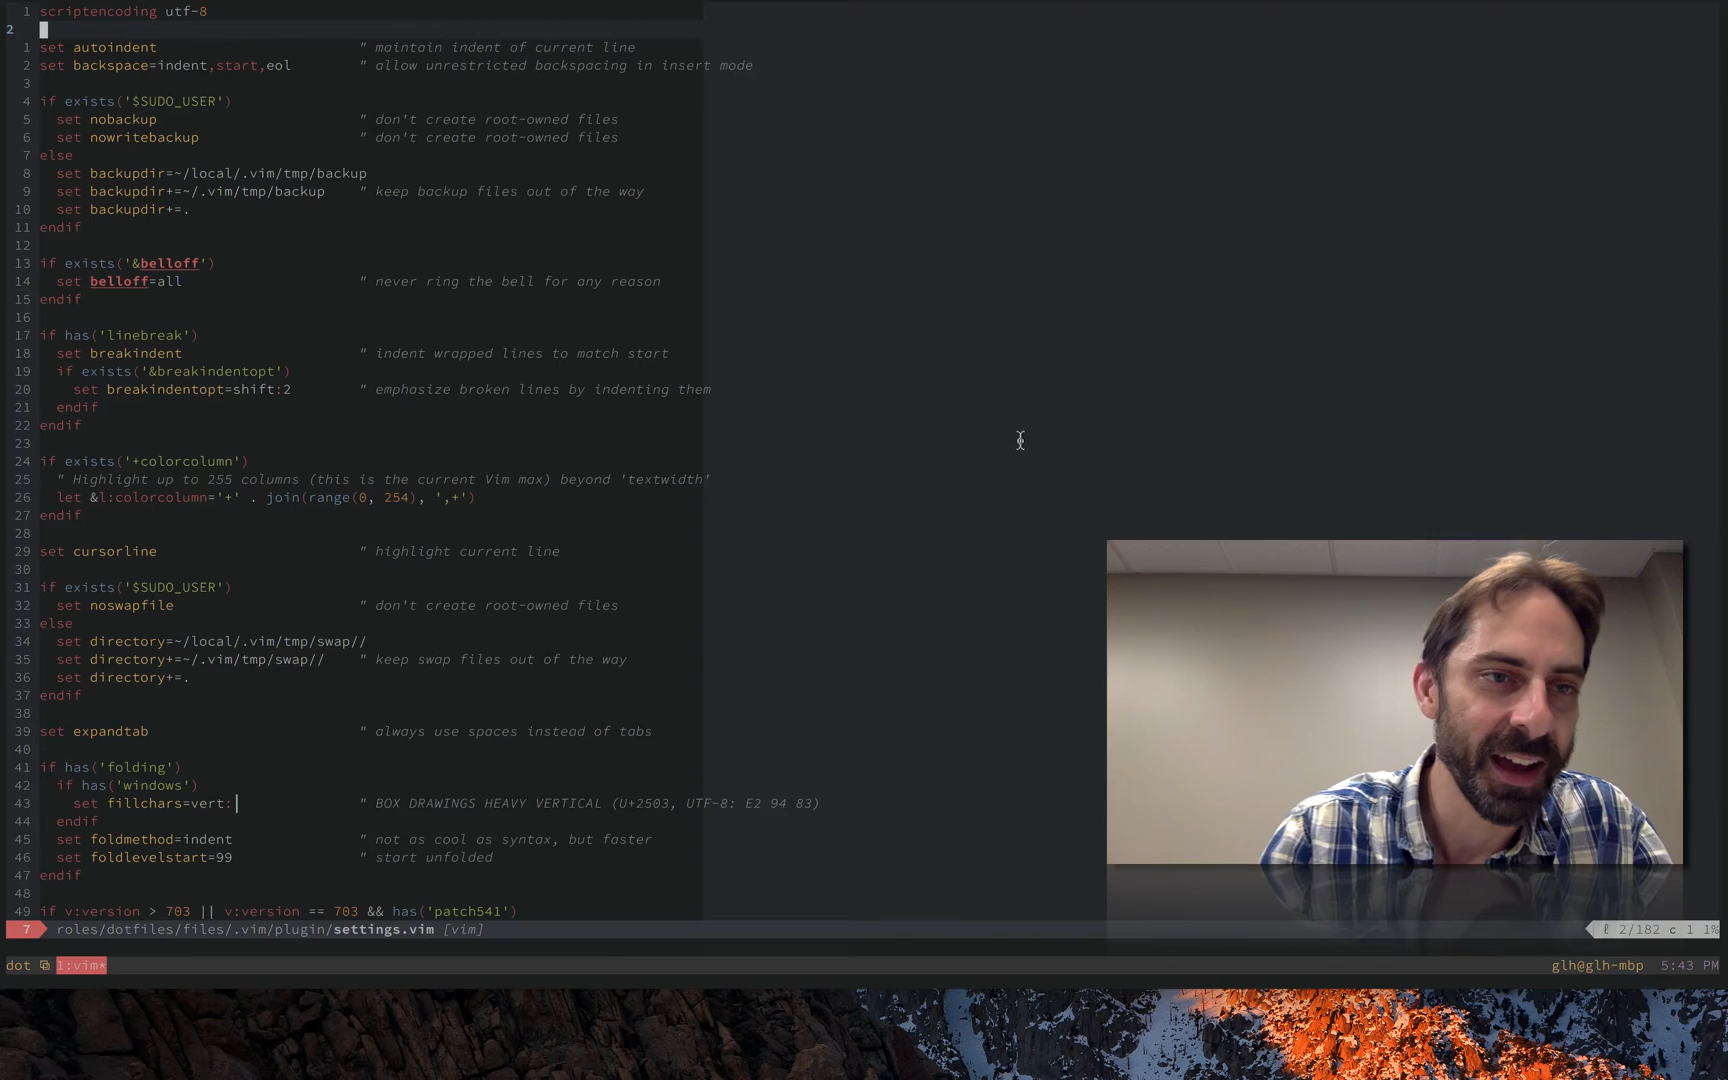 1 scriptencoding utf-8
2
1 set autoindent " maintain indent of current line
2 set backspace=indent,start,eol " allow unrestricted backspacing in insert mode
3
4 if exists('$SUDO_USER')
5 set nobackup " don't create root-owned files
6 set nowritebackup " don't create root-owned files
7 else
8 set backupdir=~/local/.vim/tmp/backup
9 set backupdir+=~/.vim/tmp/backup " keep backup files out of the way
10 set backupdir+=.
11 endif
12
13 if exists('&belloff')
14 set belloff=all " never ring the bell for any reason
15 endif
16
17 if has('linebreak')
18 set breakindent " indent wrapped lines to match start
19 if exists('&breakindentopt')
20 set breakindentopt=shift:2 " emphasize broken lines by indenting them
21 endif
22 endif
23
24 if exists('+colorcolumn')
25 " Highlight up to 255 columns (this is the current Vim max) beyond 'textwidth'
26 let &l:colorcolumn='+' . join(range(0, 254), ',+')
27 endif
28
29 set cursorline " highlight current line
30
31 if exists('$SUDO_USER')
32 set noswapfile " don't create root-owned files
33 else
34 set directory=~/local/.vim/tmp/swap//
35 set directory+=~/.vim/tmp/swap// " keep swap files out of the way
36 set directory+=.
37 endif
38
39 set expandtab " always use spaces instead of tabs
40
41 if has('folding')
42 if has('windows')
43 set fillchars=vert:┃ " BOX DRAWINGS HEAVY VERTICAL (U+2503, UTF-8: E2 94 83)
44 endif
45 set foldmethod=indent " not as cool as syntax, but faster
46 set foldlevelstart=99 " start unfolded
47 endif
48
49 if v:version > 703 || v:version == 703 && has('patch541')
7 roles/dotfiles/files/.vim/plugin/settings.vim [vim] ℓ 2/182 c 1 1%
dot 1:vim* glh@glh-mbp 5:43 PM